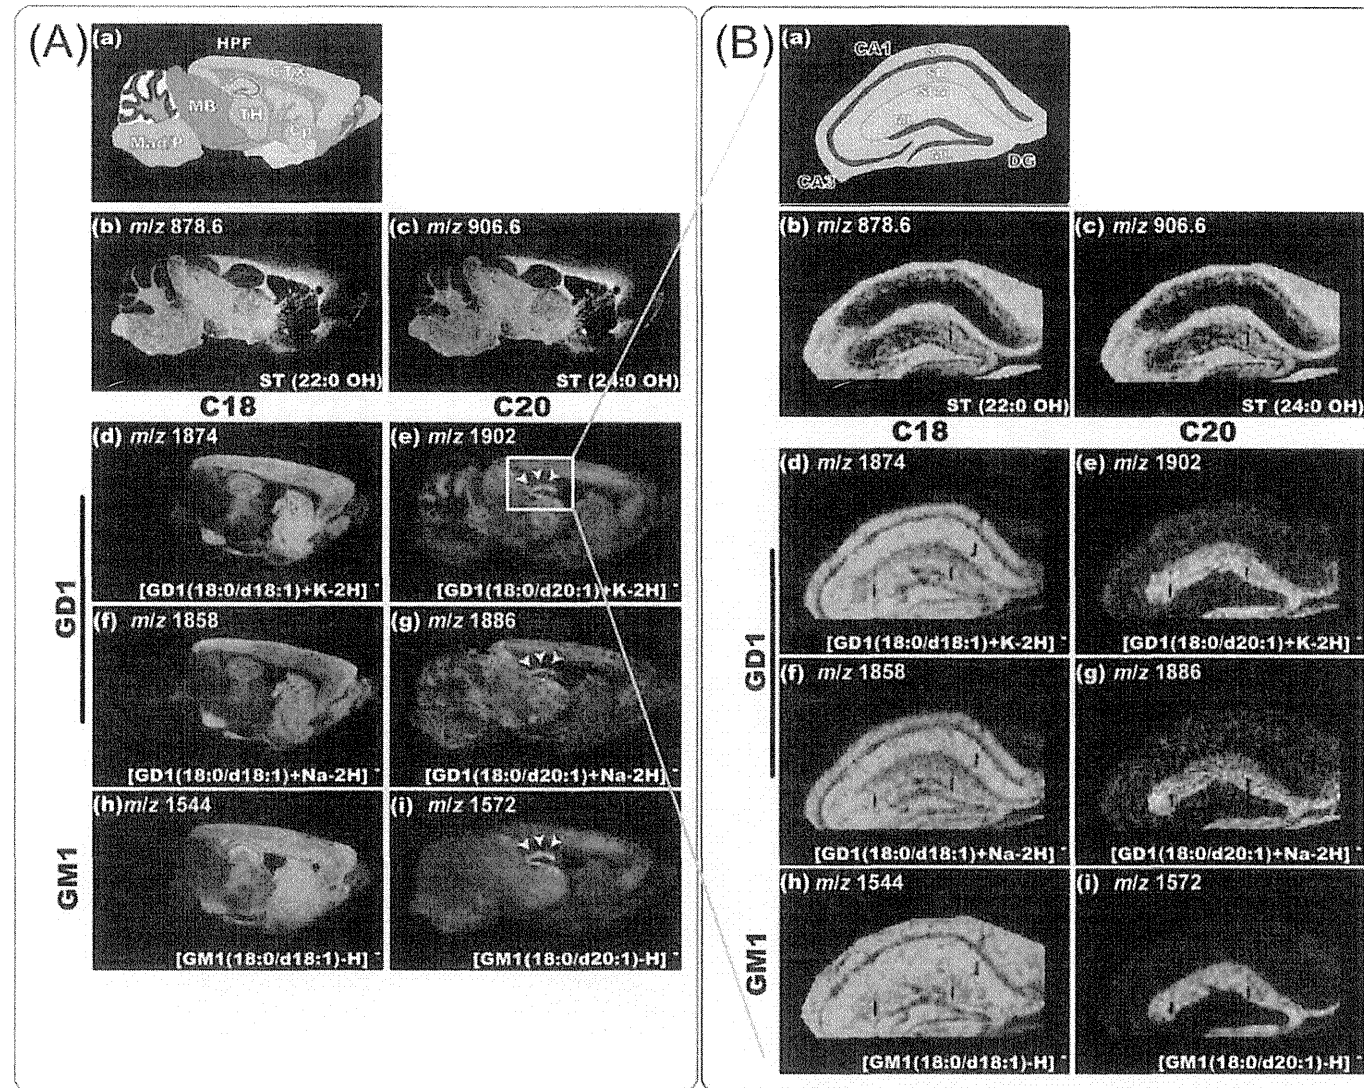 (A)
(a)
HPF
CTX
MB
TH
Cp
(b) m/z 878.6
ST (22:0 OH)
(c) m/z 906.6
ST (24:0 OH)
C18
C20
GD1
(d) m/z 1874
[GD1(18:0/d18:1)+K-2H]⁻
(e) m/z 1902
[GD1(18:0/d20:1)+K-2H]⁻
(f) m/z 1858
[GD1(18:0/d18:1)+Na-2H]⁻
(g) m/z 1886
[GD1(18:0/d20:1)+Na-2H]⁻
GM1
(h)m/z 1544
[GM1(18:0/d18:1)-H]⁻
(i) m/z 1572
[GM1(18:0/d20:1)-H]⁻
(B)
(a)
CA1
CA3
DG
(b) m/z 878.6
ST (22:0 OH)
(c) m/z 906.6
ST (24:0 OH)
C18
C20
GD1
(d) m/z 1874
[GD1(18:0/d18:1)+K-2H]⁻
(e) m/z 1902
[GD1(18:0/d20:1)+K-2H]⁻
(f) m/z 1858
[GD1(18:0/d18:1)+Na-2H]⁻
(g) m/z 1886
[GD1(18:0/d20:1)+Na-2H]⁻
GM1
(h) m/z 1544
[GM1(18:0/d18:1)-H]⁻
(i) m/z 1572
[GM1(18:0/d20:1)-H]⁻